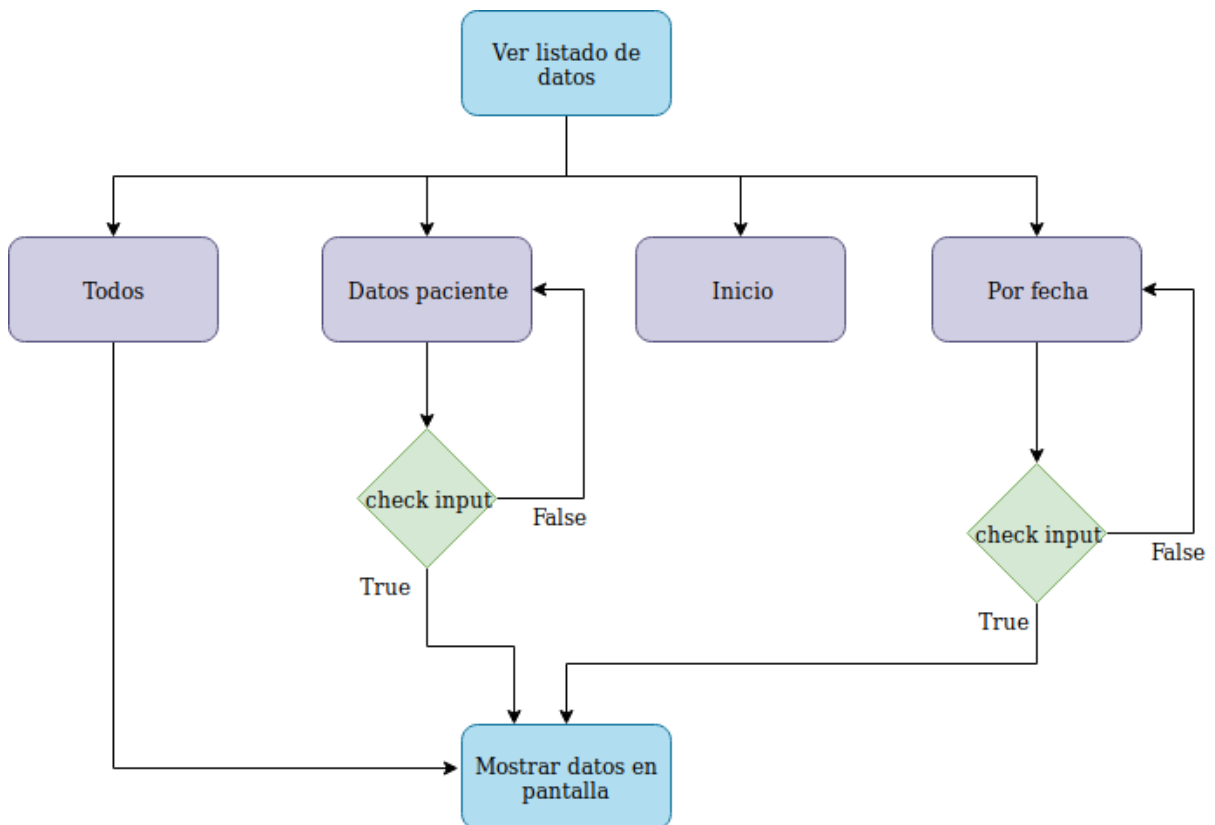 Ver listado de
datos
Todos
Datos paciente
Inicio
Por fecha
check input
False
True
check input
False
True
Mostrar datos en
pantalla